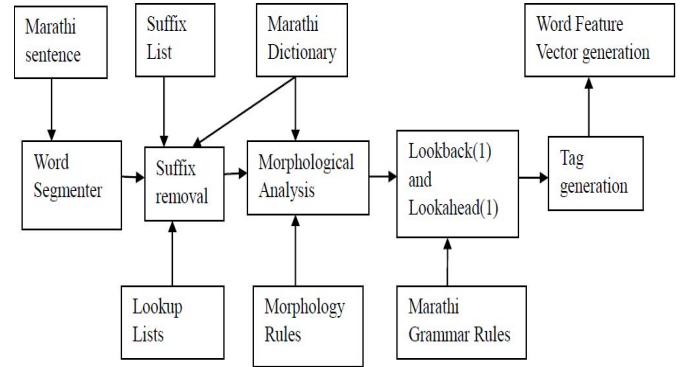 Marathi
sentence
Suffix
List
Marathi
Dictionary
Word Feature
Vector generation
Word
Segmenter
Suffix
removal
Morphological
Analysis
Lookback(1)
and
Lookahead(1)
Tag
generation
Lookup
Lists
Morphology
Rules
Marathi
Grammar Rules